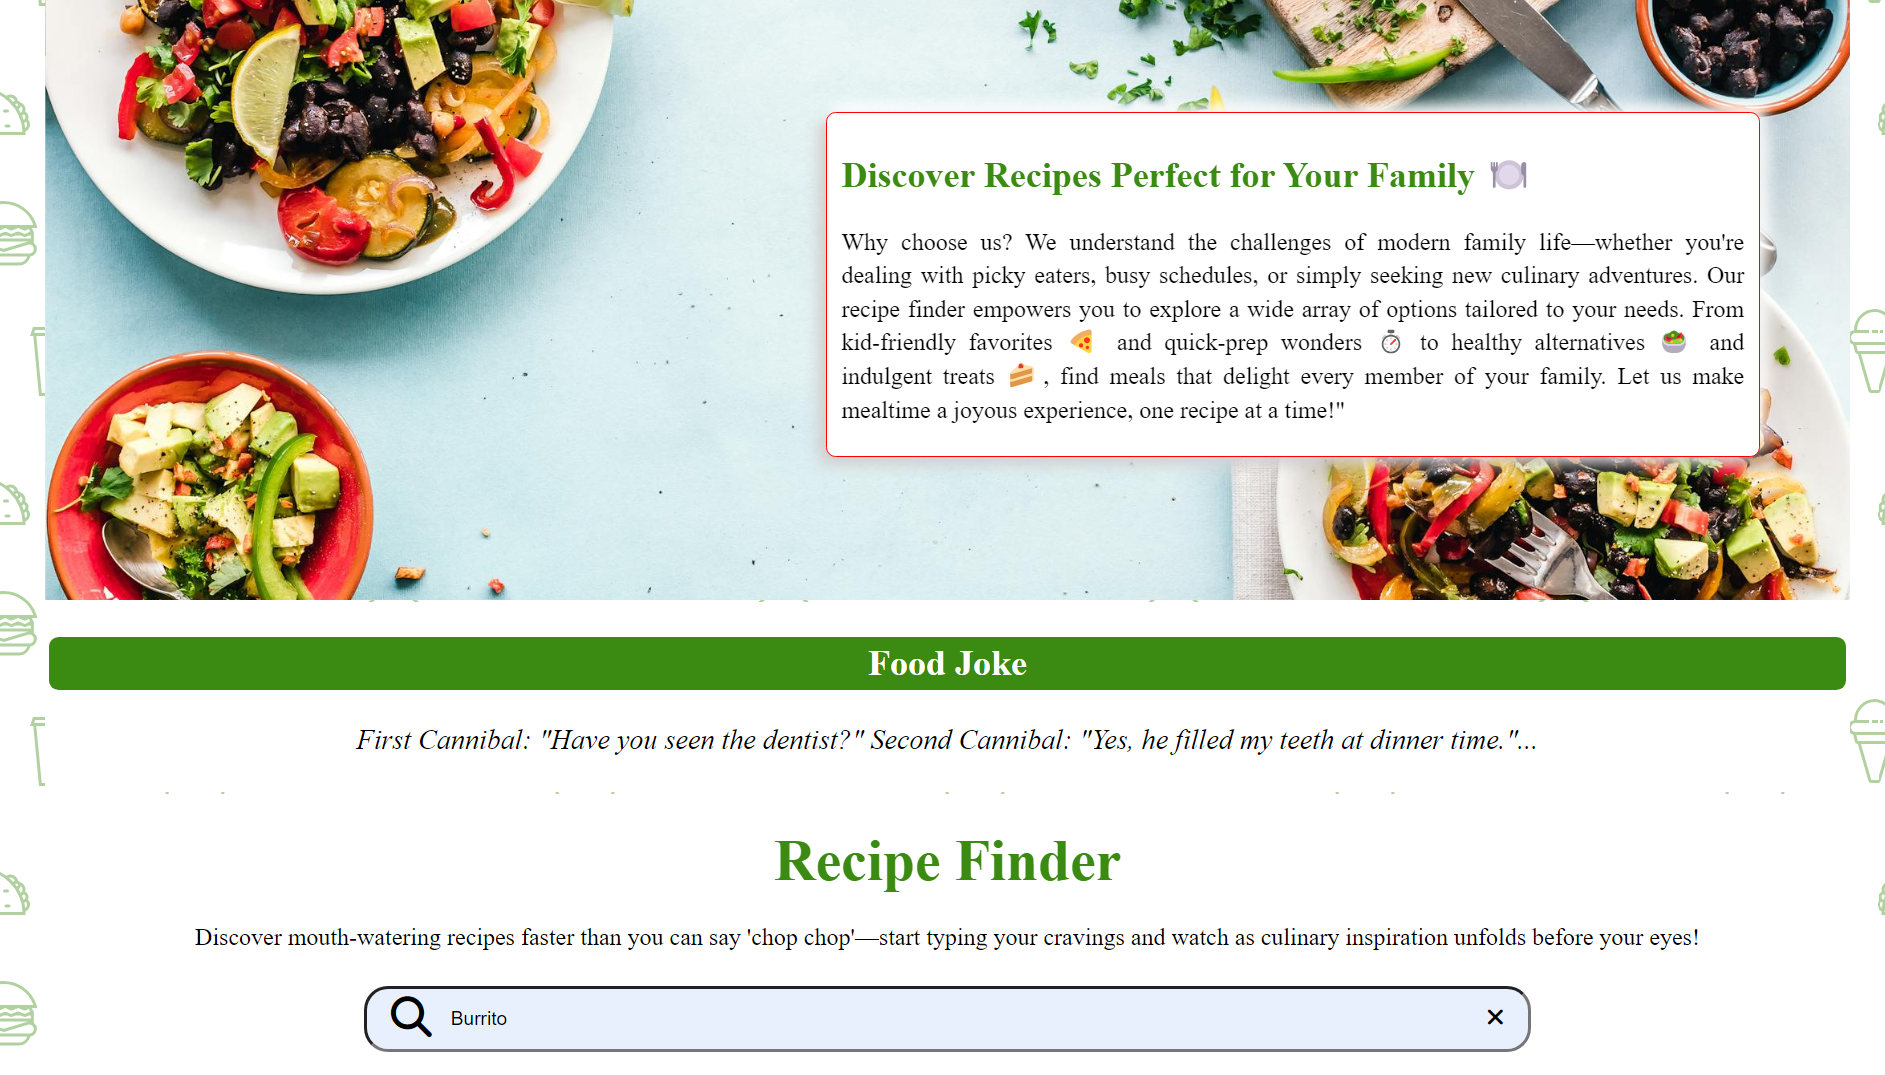 Discover Recipes Perfect for Your Family 🍽️
Why choose us? We understand the challenges of modern family life—whether you're
dealing with picky eaters, busy schedules, or simply seeking new culinary adventures. Our
recipe finder empowers you to explore a wide array of options tailored to your needs. From
kid-friendly favorites 🍕 and quick-prep wonders ⏱️ to healthy alternatives 🥗 and
indulgent treats 🍰, find meals that delight every member of your family. Let us make
mealtime a joyous experience, one recipe at a time!"
Food Joke
First Cannibal: "Have you seen the dentist?" Second Cannibal: "Yes, he filled my teeth at dinner time."...
Recipe Finder
Discover mouth-watering recipes faster than you can say 'chop chop'—start typing your cravings and watch as culinary inspiration unfolds before your eyes!
Burrito